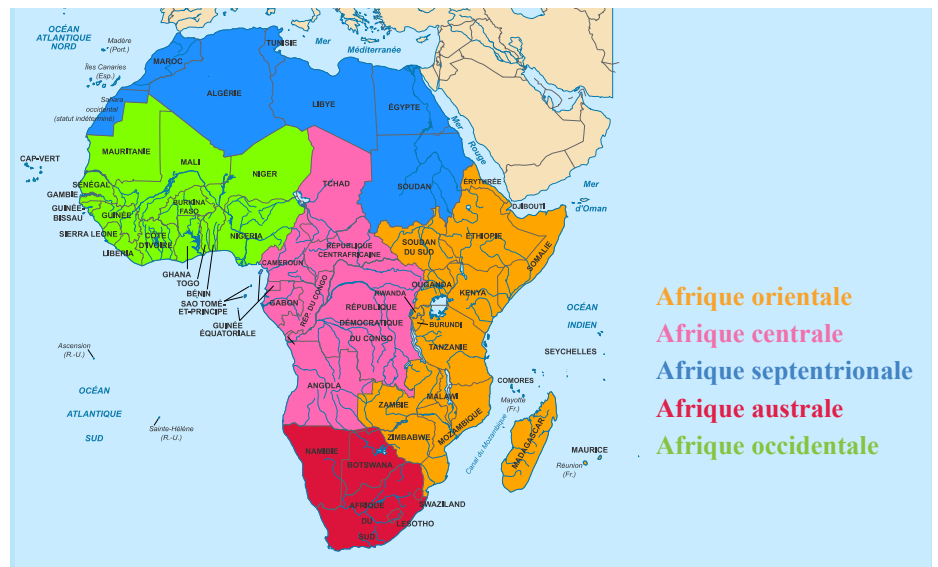 OCÉAN
ATLANTIQUE
NORD
Madère
(Port.)
Îles Canaries
(Esp.)
Mer
Méditerranée
TUNISIE
MAROC
ALGÉRIE
LIBYE
ÉGYPTE
Sahara
occidental
(statut indéterminé)
Mer
Rouge
CAP-VERT
MAURITANIE
MALI
NIGER
TCHAD
SOUDAN
ÉRYTHRÉE
Mer
d'Oman
DJIBOUTI
SÉNÉGAL
GAMBIE
GUINÉE-
BISSAU
GUINÉE
SIERRA LEONE
LIBERIA
CÔTE
D'IVOIRE
BURKINA
FASO
NIGERIA
GHANA
TOGO
BÉNIN
SAO TOMÉ-
ET-PRINCIPE
GUINÉE
ÉQUATORIALE
CAMEROUN
RÉPUBLIQUE
CENTRAFRICAINE
SOUDAN
DU SUD
ÉTHIOPIE
SOMALIE
OUGANDA
KENYA
RWANDA
BURUNDI
GABON
RÉP. DU CONGO
RÉPUBLIQUE
DÉMOCRATIQUE
DU CONGO
TANZANIE
OCÉAN
INDIEN
SEYCHELLES
Ascension
(R.-U.)
OCÉAN
ATLANTIQUE
SUD
Sainte-Hélène
(R.-U.)
ANGOLA
ZAMBIE
MALAWI
COMORES
Mayotte
(Fr.)
MOZAMBIQUE
Canal du Mozambique
MADAGASCAR
MAURICE
Réunion
(Fr.)
ZIMBABWE
NAMIBIE
BOTSWANA
SWAZILAND
AFRIQUE
DU
SUD
LESOTHO
Afrique orientale
Afrique centrale
Afrique septentrionale
Afrique australe
Afrique occidentale